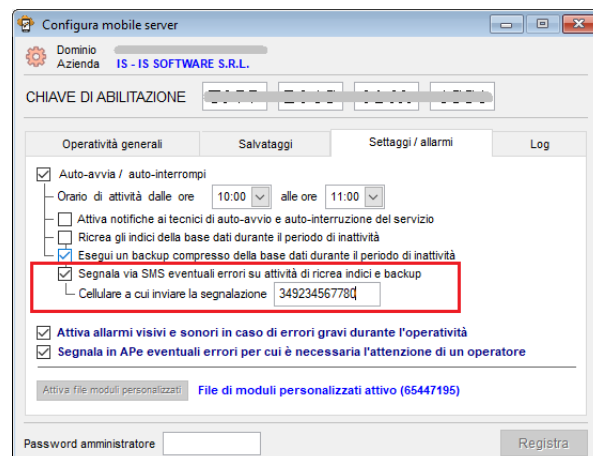 Configura mobile server
Dominio
Azienda IS - IS SOFTWARE S.R.L.
CHIAVE DI ABILITAZIONE
Operatività generali Salvataggi Settaggi / allarmi Log
Auto-avvia / auto-interrompi
Orario di attività dalle ore 10:00 alle ore 11:00
Attiva notifiche ai tecnici di auto-avvio e auto-interruzione del servizio
Ricrea gli indici della base dati durante il periodo di inattività
Esegui un backup compresso della base dati durante il periodo di inattività
Segnala via SMS eventuali errori su attività di ricrea indici e backup
Cellulare a cui inviare la segnalazione 349234567780
Attiva allarmi visivi e sonori in caso di errori gravi durante l'operatività
Segnala in APe eventuali errori per cui è necessaria l'attenzione di un operatore
Attiva file moduli personalizzati File di moduli personalizzati attivo (65447195)
Password amministratore Registra